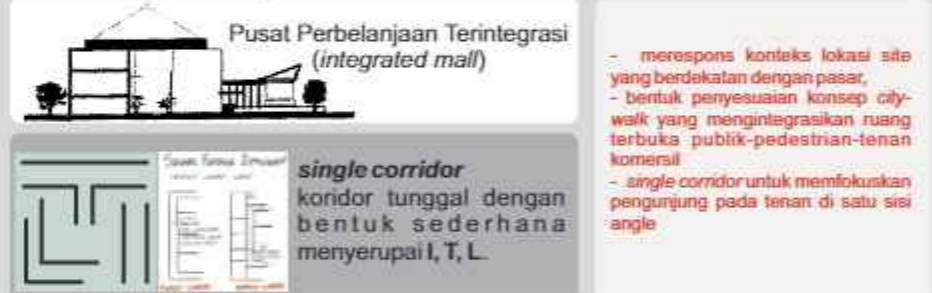 Pusat Perbelanjaan Terintegrasi
(integrated mall)
single corridor
koridor tunggal dengan
bentuk sederhana
menyerupai I, T, L.
- merespons konteks lokasi site
yang berdekatan dengan pasar,
- bentuk penyesuaian konsep city-
walk yang mengintegrasikan ruang
terbuka publik-pedestrian-tenan
komersil
- single corridor untuk memfokuskan
pengunjung pada tenan di satu sisi
angle